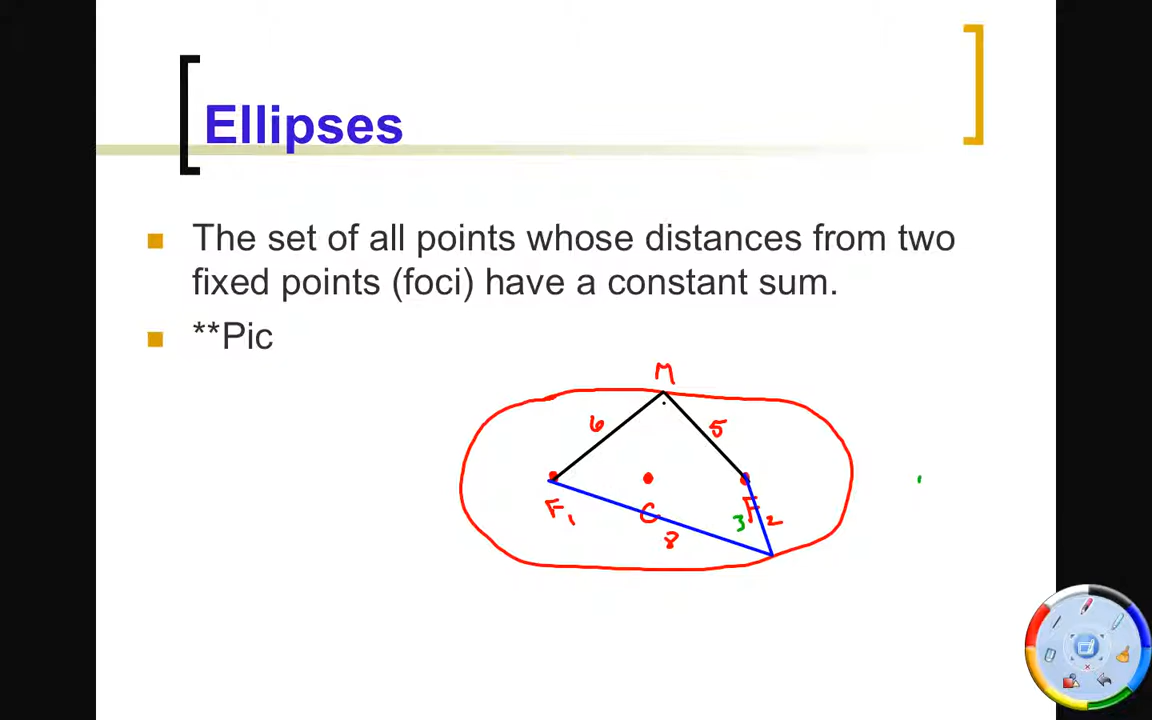 Ellipses
The set of all points whose distances from two
fixed points (foci) have a constant sum.
**Pic
M
6 5
F1 C 3 F2
8